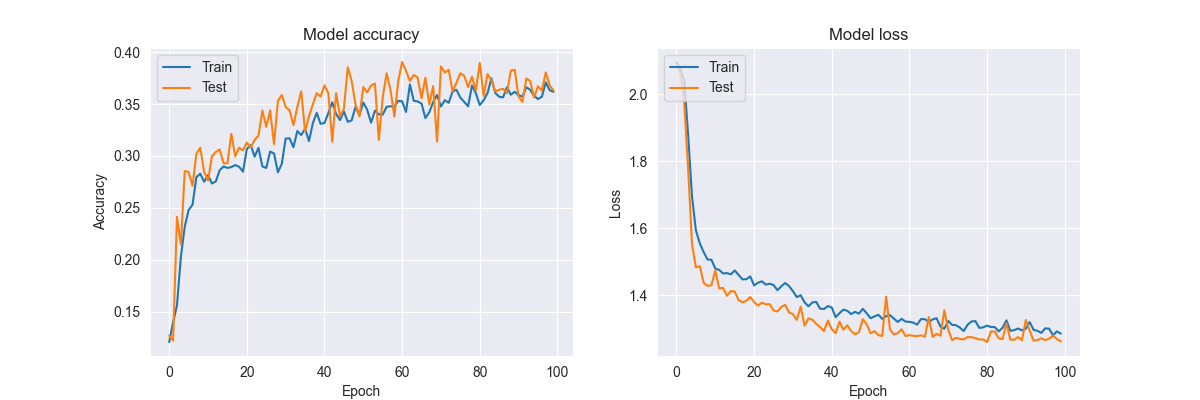 Model accuracy
Train
Test
0.40
0.35
0.30
0.25
0.20
0.15
Accuracy
0 20 40 60 80 100
Epoch
Model loss
Train
Test
2.0
1.8
1.6
1.4
Loss
0 20 40 60 80 100
Epoch